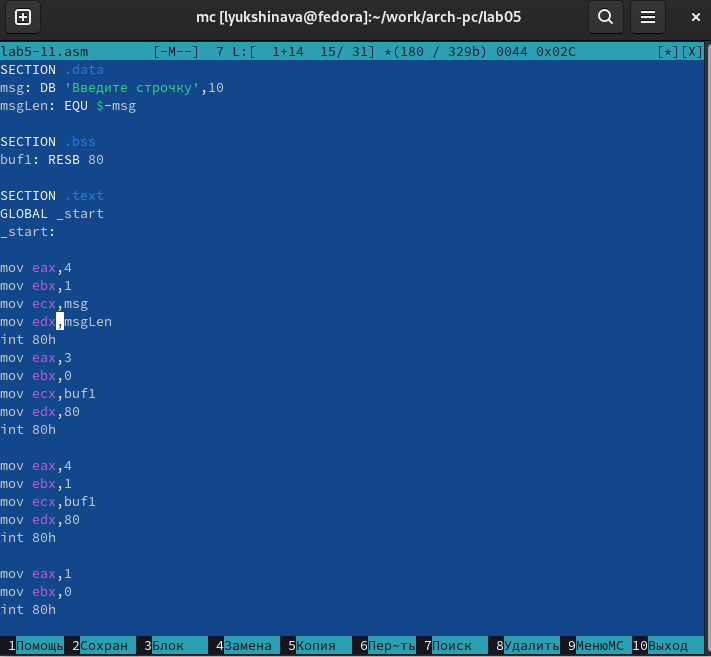 mc [lyukshinava@fedora]:~/work/arch-pc/lab05
lab5-11.asm [-M--] 7 L:[ 1+14 15/ 31] *(180 / 329b) 0044 0x02C [*][X]
SECTION .data
msg: DB 'Введите строчку',10
msgLen: EQU $-msg
SECTION .bss
buf1: RESB 80
SECTION .text
GLOBAL _start
_start:
mov eax,4
mov ebx,1
mov ecx,msg
mov edx,msgLen
int 80h
mov eax,3
mov ebx,0
mov ecx,buf1
mov edx,80
int 80h
mov eax,4
mov ebx,1
mov ecx,buf1
mov edx,80
int 80h
mov eax,1
mov ebx,0
int 80h
1Помощь 2Сохран 3Блок 4Замена 5Копия 6Пер~ть 7Поиск 8Удалить 9МенюМС 10Выход